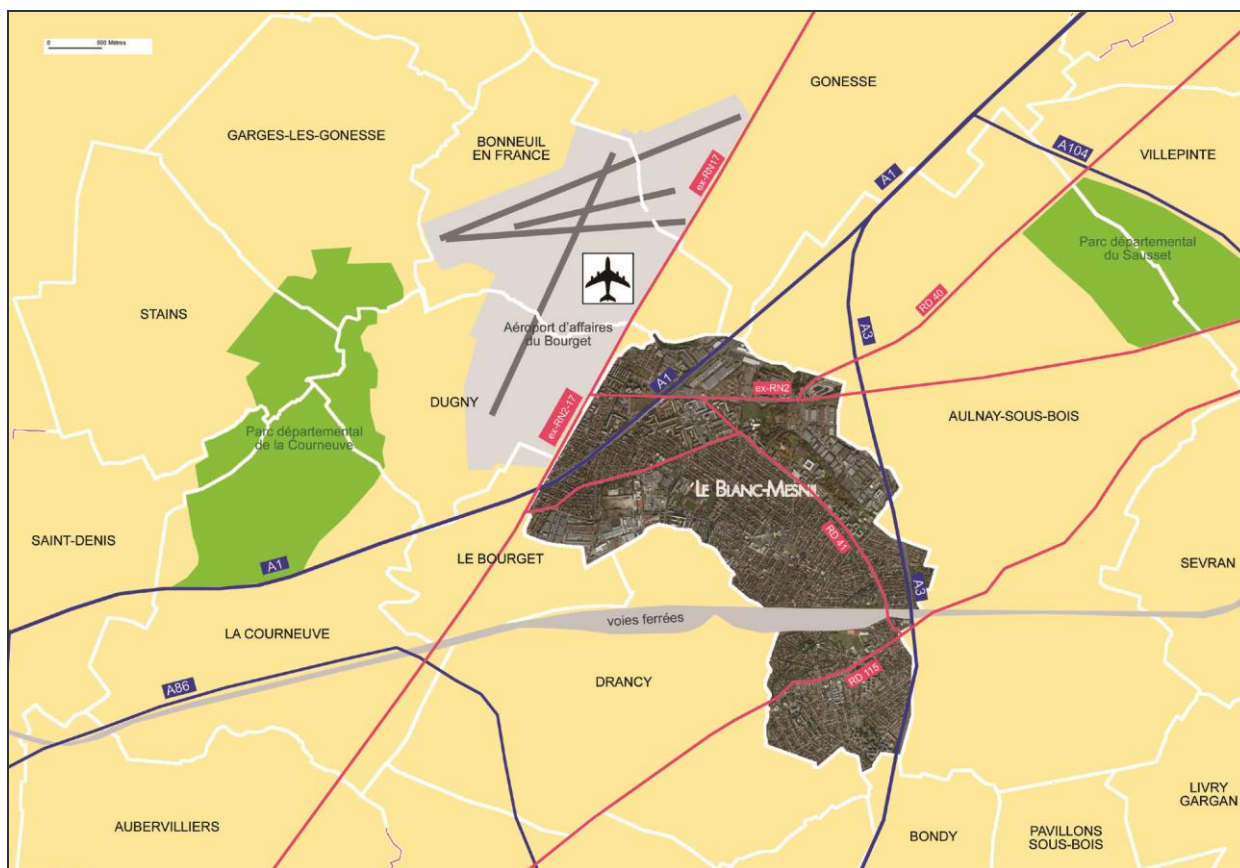 0 500 Mètres
GONESSE
GARGES-LES-GONESSE
BONNEUIL
EN FRANCE
A104
VILLEPINTE
ex-RN17
A1
Parc départemental
du Sausset
STAINS
RD 40
Aéroport d'affaires
du Bourget
A3
DUGNY
A1
ex-RN2
ex-RN2-17
AULNAY-SOUS-BOIS
Parc départemental
de la Courneuve
LE BLANC-MESNIL
SAINT-DENIS
RD 41
LE BOURGET
A1
SEVRAN
A3
voies ferrées
LA COURNEUVE
A86
DRANCY
RD 115
LIVRY
GARGAN
AUBERVILLIERS
BONDY
PAVILLONS
SOUS-BOIS